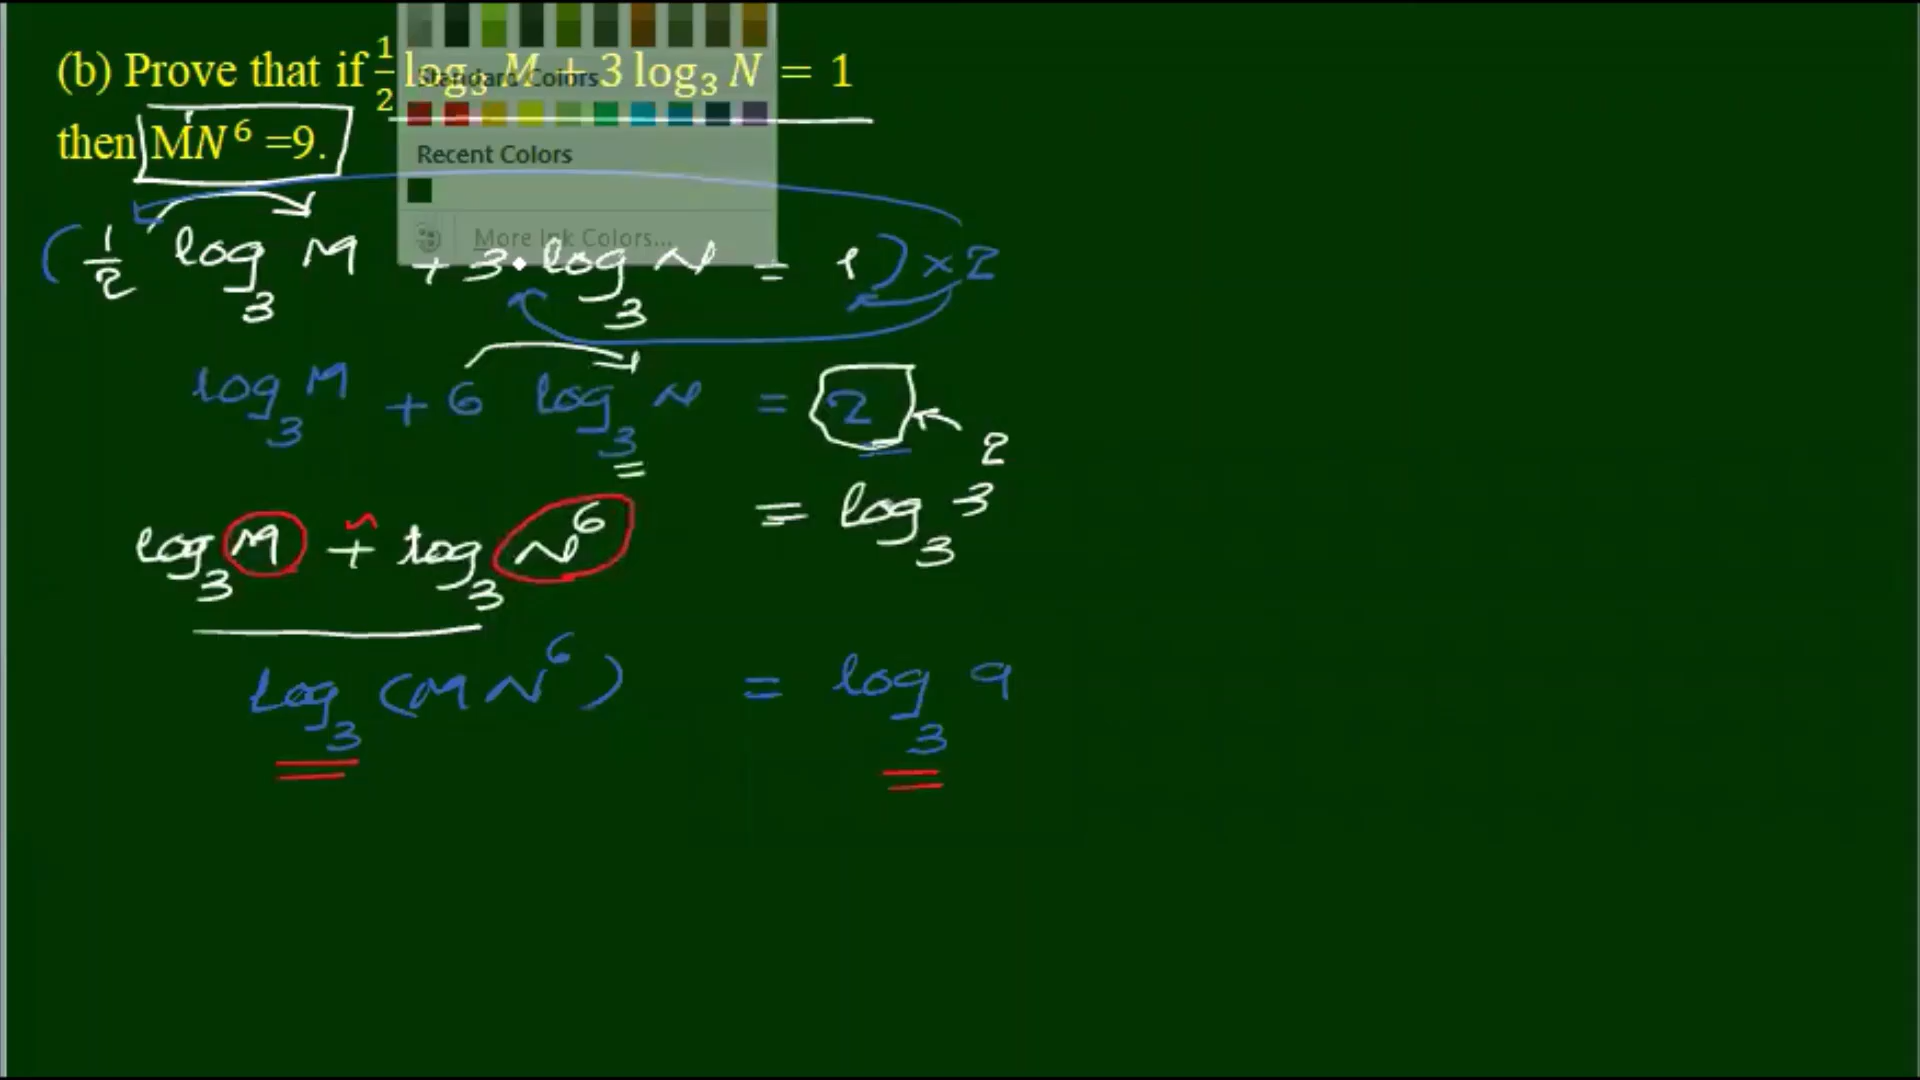 (b) Prove that if 1/2 log₃ M + 3 log₃ N = 1
Standard Colors
then MN⁶ =9.
Recent Colors
More Ink Colors...
( 1/2 log₃ M + 3 · log₃ N = 1 ) × 2
log₃ M + 6 log₃ N = 2
log₃ M + log₃ N⁶ = log₃ 3²
log₃ (MN⁶) = log₃ 9